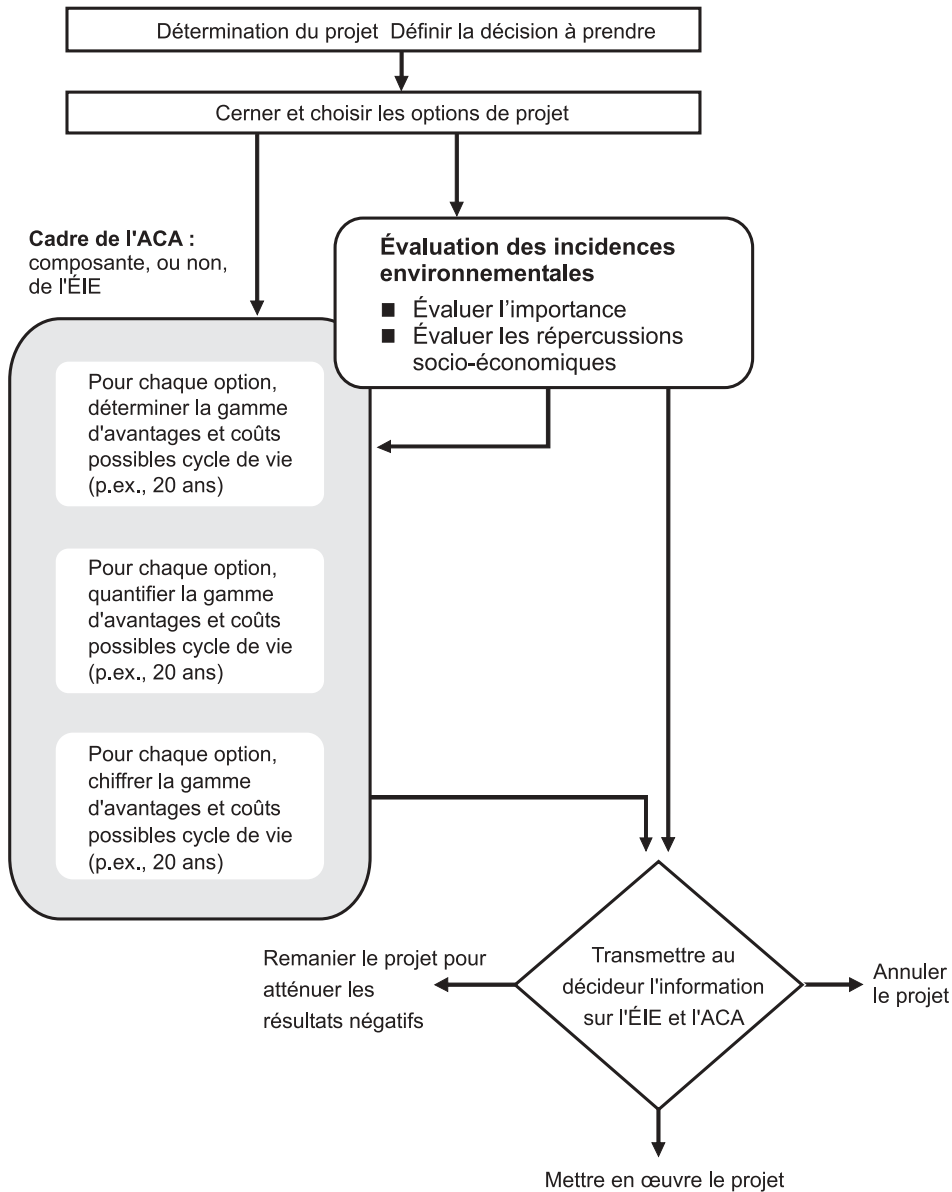 Détermination du projet  Définir la décision à prendre
Cerner et choisir les options de projet
Cadre de l'ACA :
composante, ou non,
de l'ÉIE
Évaluation des incidences
environnementales
■ Évaluer l'importance
■ Évaluer les répercussions
socio-économiques
Pour chaque option,
déterminer la gamme
d'avantages et coûts
possibles cycle de vie
(p.ex., 20 ans)
Pour chaque option,
quantifier la gamme
d'avantages et coûts
possibles cycle de vie
(p.ex., 20 ans)
Pour chaque option,
chiffrer la gamme
d'avantages et coûts
possibles cycle de vie
(p.ex., 20 ans)
Transmettre au
décideur l'information
sur l'ÉIE et l'ACA
Remanier le projet pour
atténuer les
résultats négatifs
Annuler
le projet
Mettre en œuvre le projet